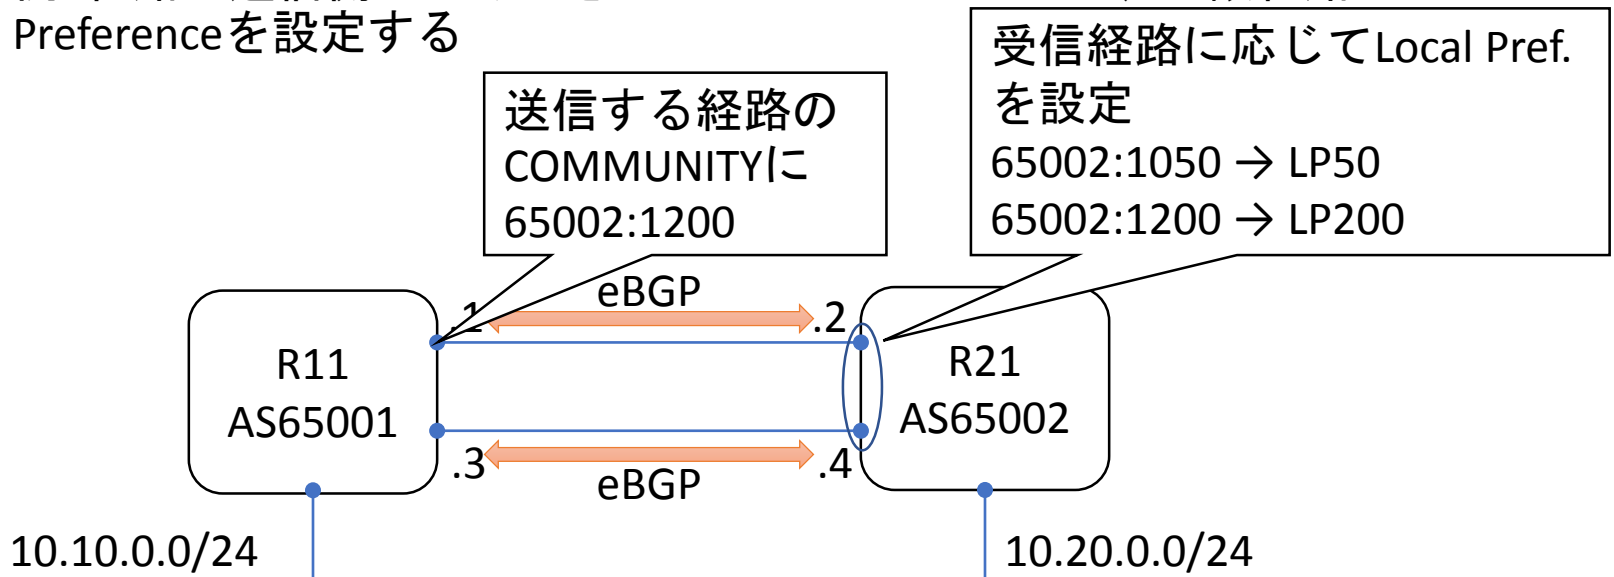 Preferenceを設定する
受信経路に応じてLocal Pref.
を設定
65002:1050 → LP50
65002:1200 → LP200
送信する経路の
COMMUNITYに
65002:1200
eBGP
.1
.2
R11
AS65001
R21
AS65002
.3
.4
eBGP
10.10.0.0/24
10.20.0.0/24